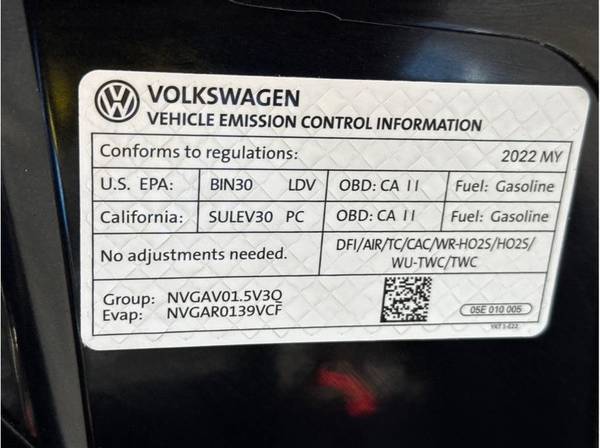 VOLKSWAGEN
VEHICLE EMISSION CONTROL INFORMATION
Conforms to regulations: 2022 MY
U.S. EPA: BIN30 LDV OBD: CA II Fuel: Gasoline
California: SULEV30 PC OBD: CA II Fuel: Gasoline
No adjustments needed. DFI/AIR/TC/CAC/WR-HO2S/HO2S/
WU-TWC/TWC
Group: NVGAV01.5V3Q
Evap: NVGAR0139VCF
05E 010 005